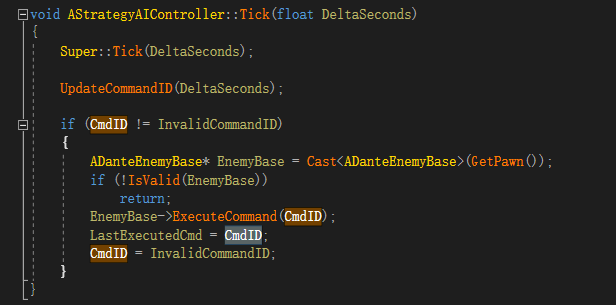 void AStrategyAIController::Tick(float DeltaSeconds)
{
Super::Tick(DeltaSeconds);
UpdateCommandID(DeltaSeconds);
if (CmdID != InvalidCommandID)
{
ADanteEnemyBase* EnemyBase = Cast<ADanteEnemyBase>(GetPawn());
if (!IsValid(EnemyBase))
return;
EnemyBase->ExecuteCommand(CmdID);
LastExecutedCmd = CmdID;
CmdID = InvalidCommandID;
}
}